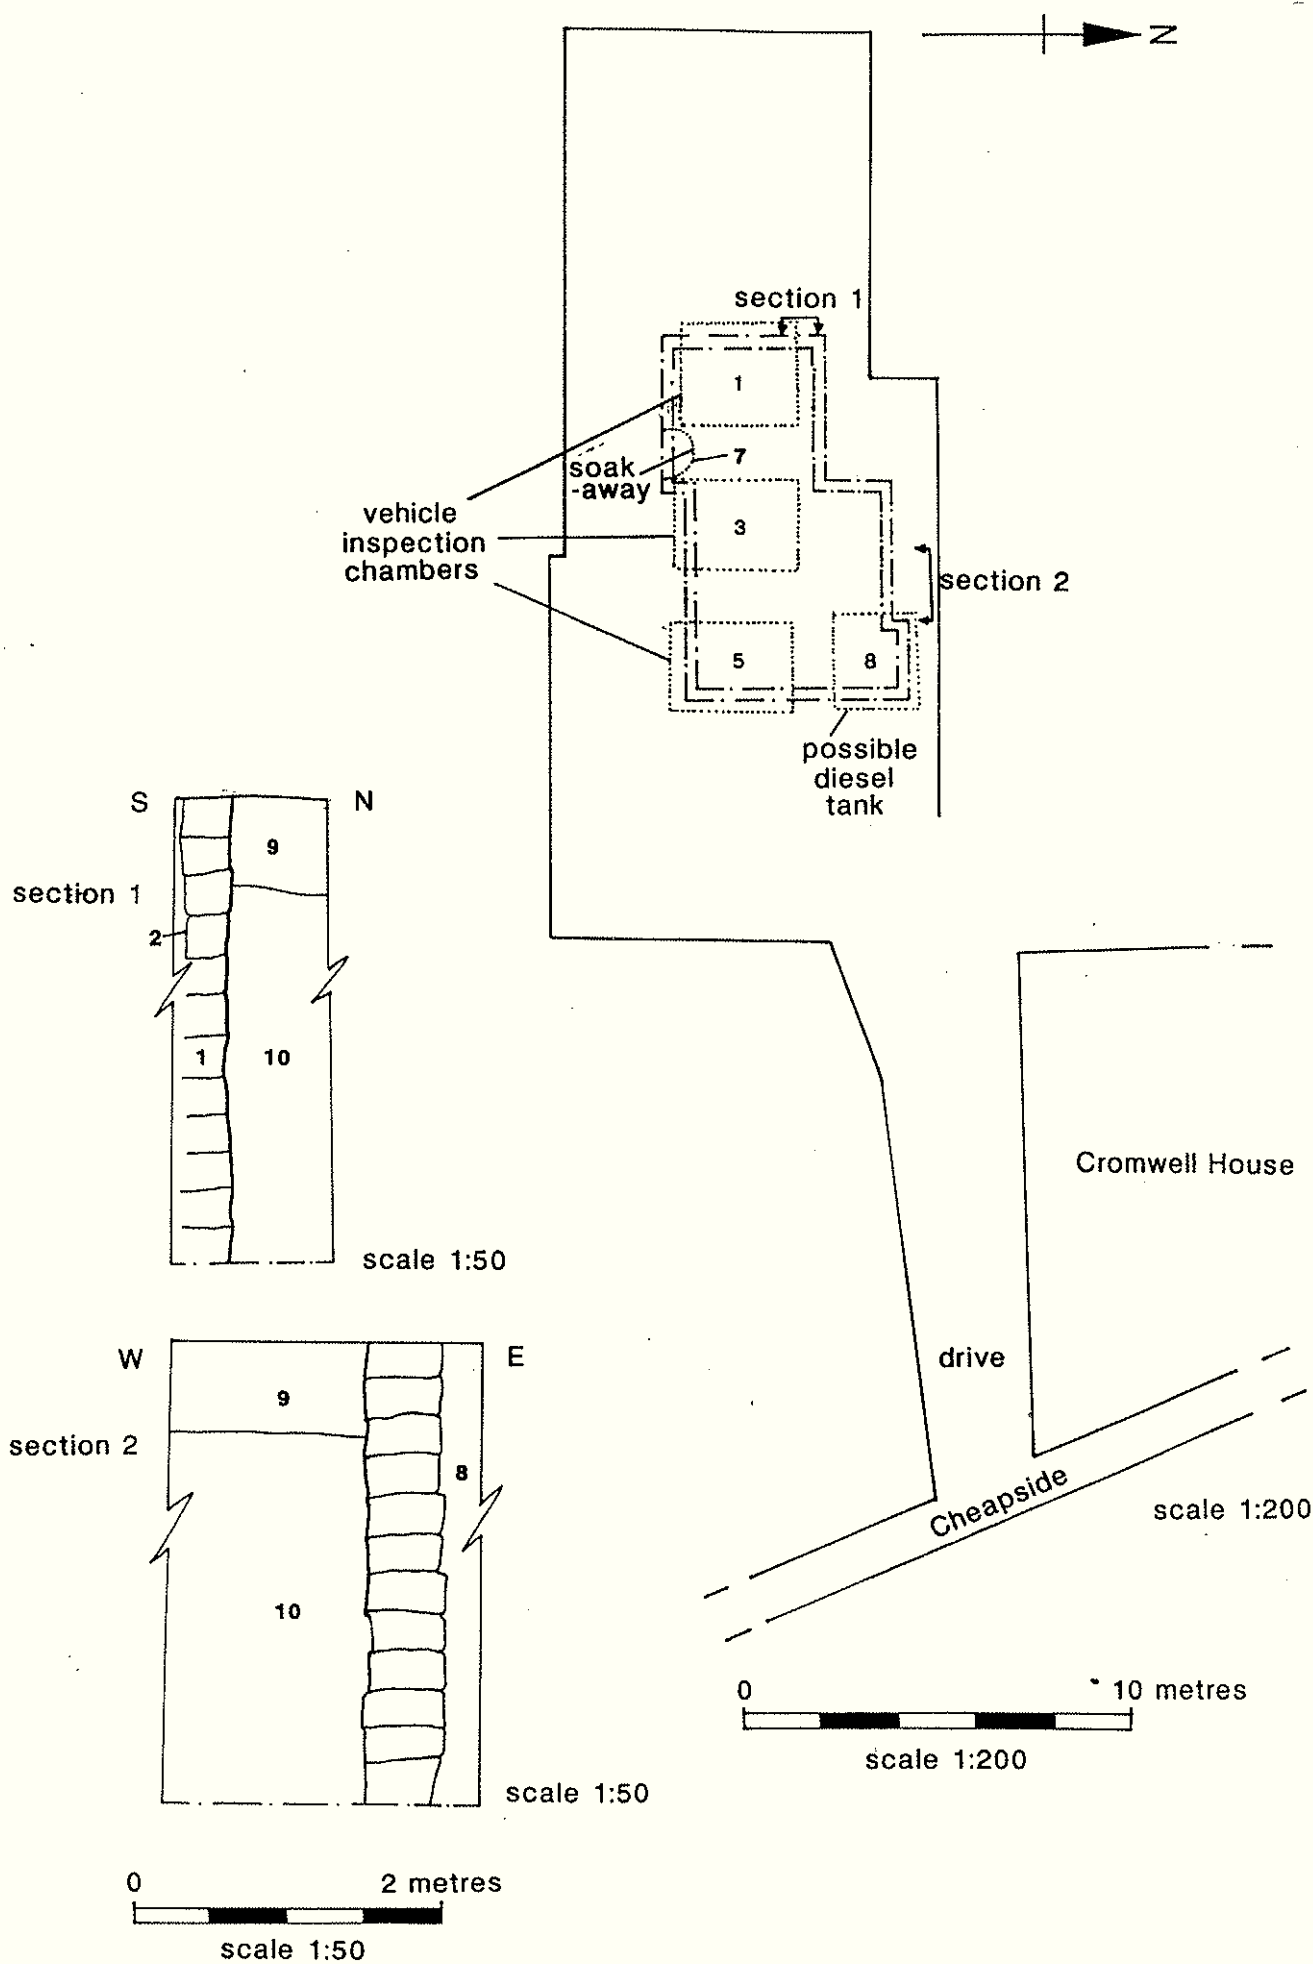 N
section 1
1
soak
-away
7
vehicle
inspection
chambers
3
section 2
5
8
possible
diesel
tank
S
N
9
section 1
2
1
10
scale 1:50
Cromwell House
drive
Cheapside
scale 1:200
W
E
9
section 2
8
10
scale 1:50
0
10 metres
scale 1:200
0
2 metres
scale 1:50